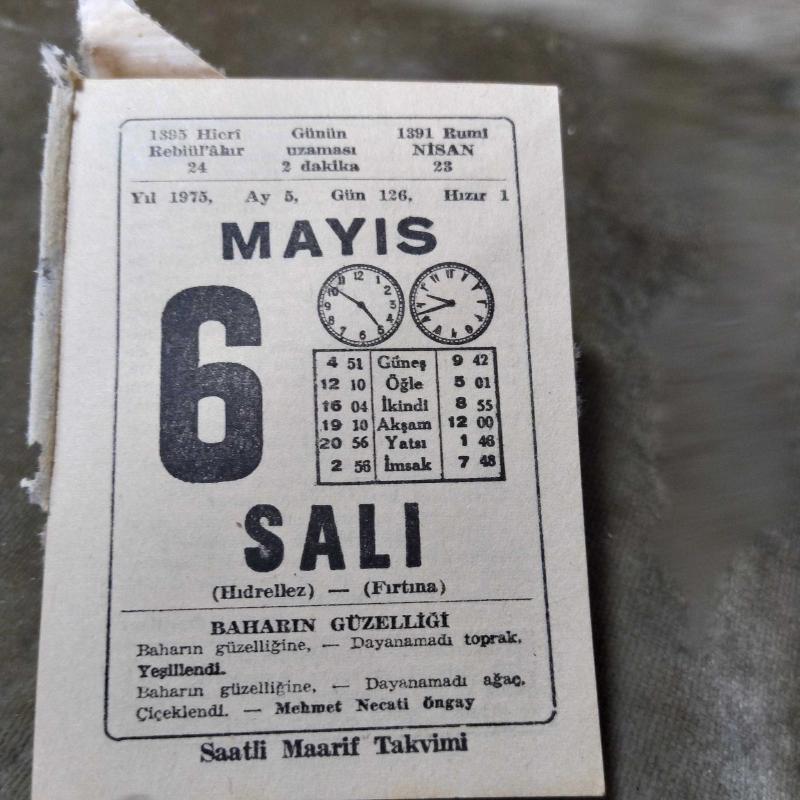 1395 Hicrî Günün 1391 Rumî
Rebiül'âhır uzaması NİSAN
24 2 dakika 23
Yıl 1975, Ay 5, Gün 126, Hızır 1
MAYIS
6
4 51 Güneş 9 42
12 10 Öğle 5 01
16 04 İkindi 8 55
19 10 Akşam 12 00
20 56 Yatsı 1 46
2 56 İmsak 7 48
SALI
(Hıdrellez) — (Fırtına)
BAHARIN GÜZELLİĞİ
Baharın güzelliğine, — Dayanamadı toprak.
Yeşillendi.
Baharın güzelliğine, — Dayanamadı ağaç.
Çiçeklendi. — Mehmet Necati Öngay
Saatli Maarif Takvimi